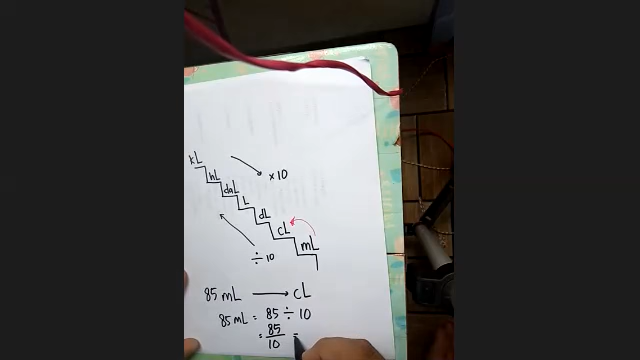 kL
hL
× 10
daL
L
dL
cL
mL
÷ 10
85 mL ⟶ cL
85 mL = 85 ÷ 10
= 85/10 =